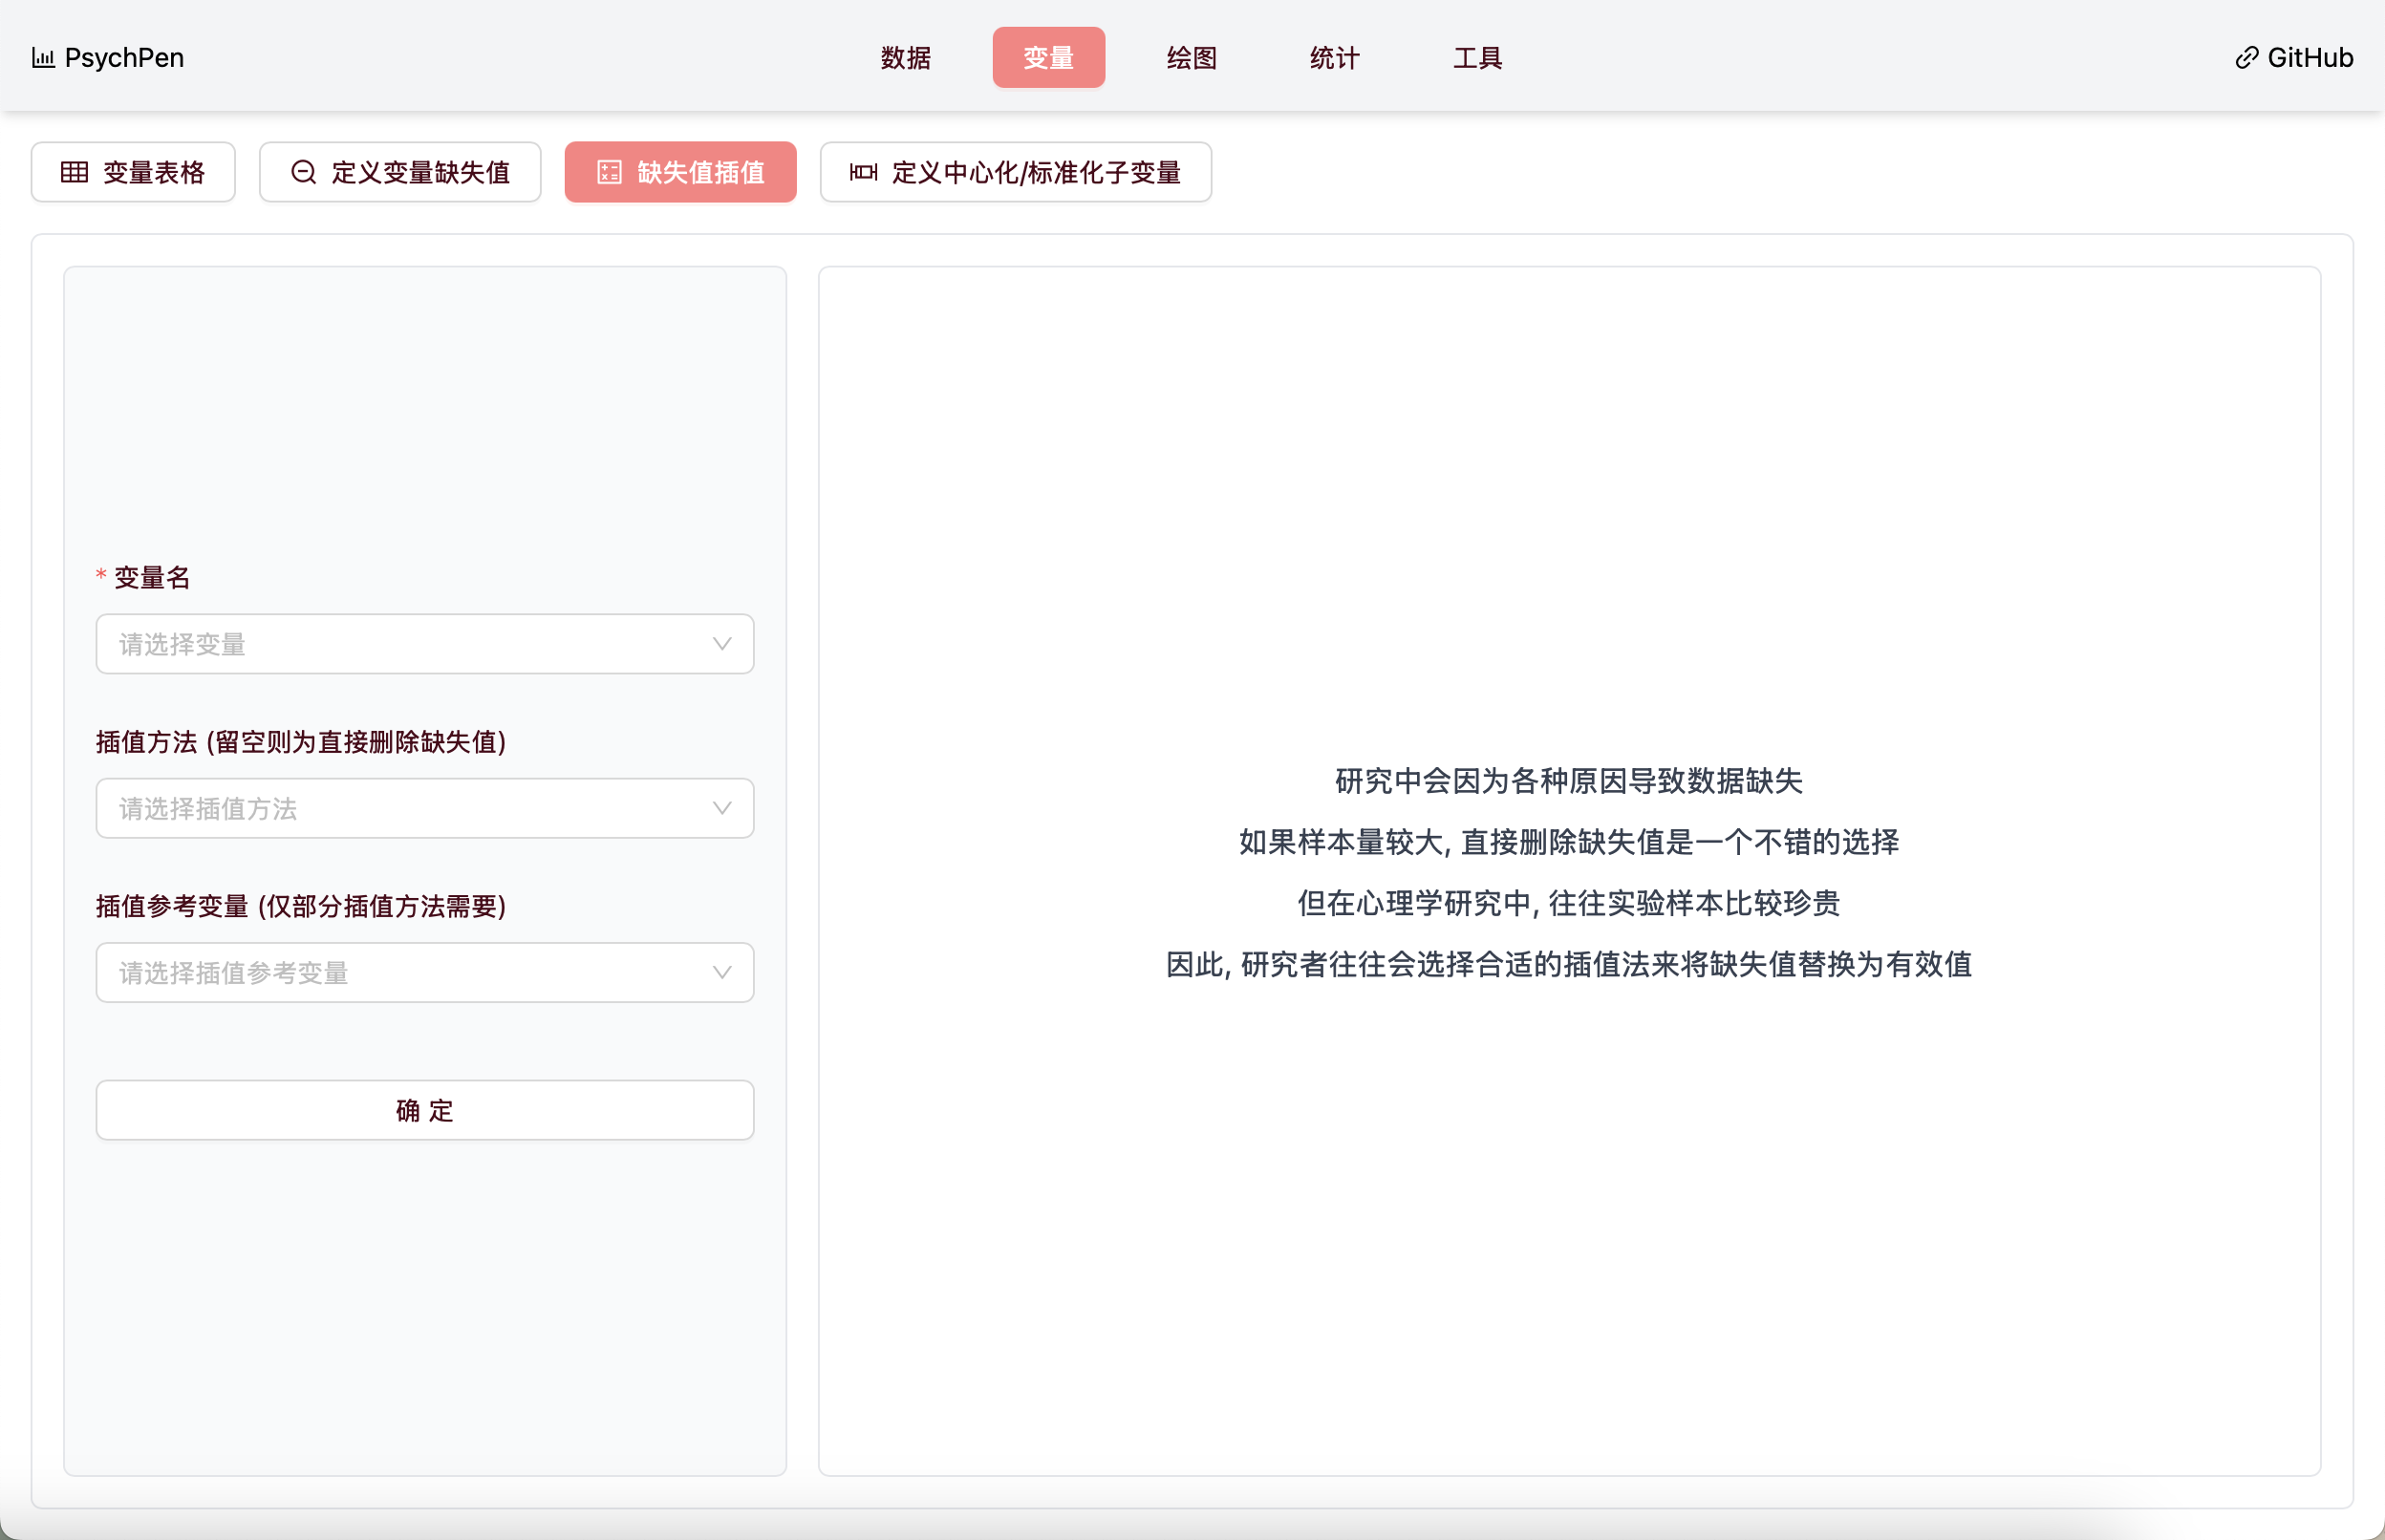 PsychPen
数据
变量
绘图
统计
工具
GitHub
变量表格
定义变量缺失值
缺失值插值
定义中心化/标准化子变量
* 变量名
请选择变量
插值方法 (留空则为直接删除缺失值)
请选择插值方法
插值参考变量 (仅部分插值方法需要)
请选择插值参考变量
确 定
研究中会因为各种原因导致数据缺失
如果样本量较大, 直接删除缺失值是一个不错的选择
但在心理学研究中, 往往实验样本比较珍贵
因此, 研究者往往会选择合适的插值法来将缺失值替换为有效值